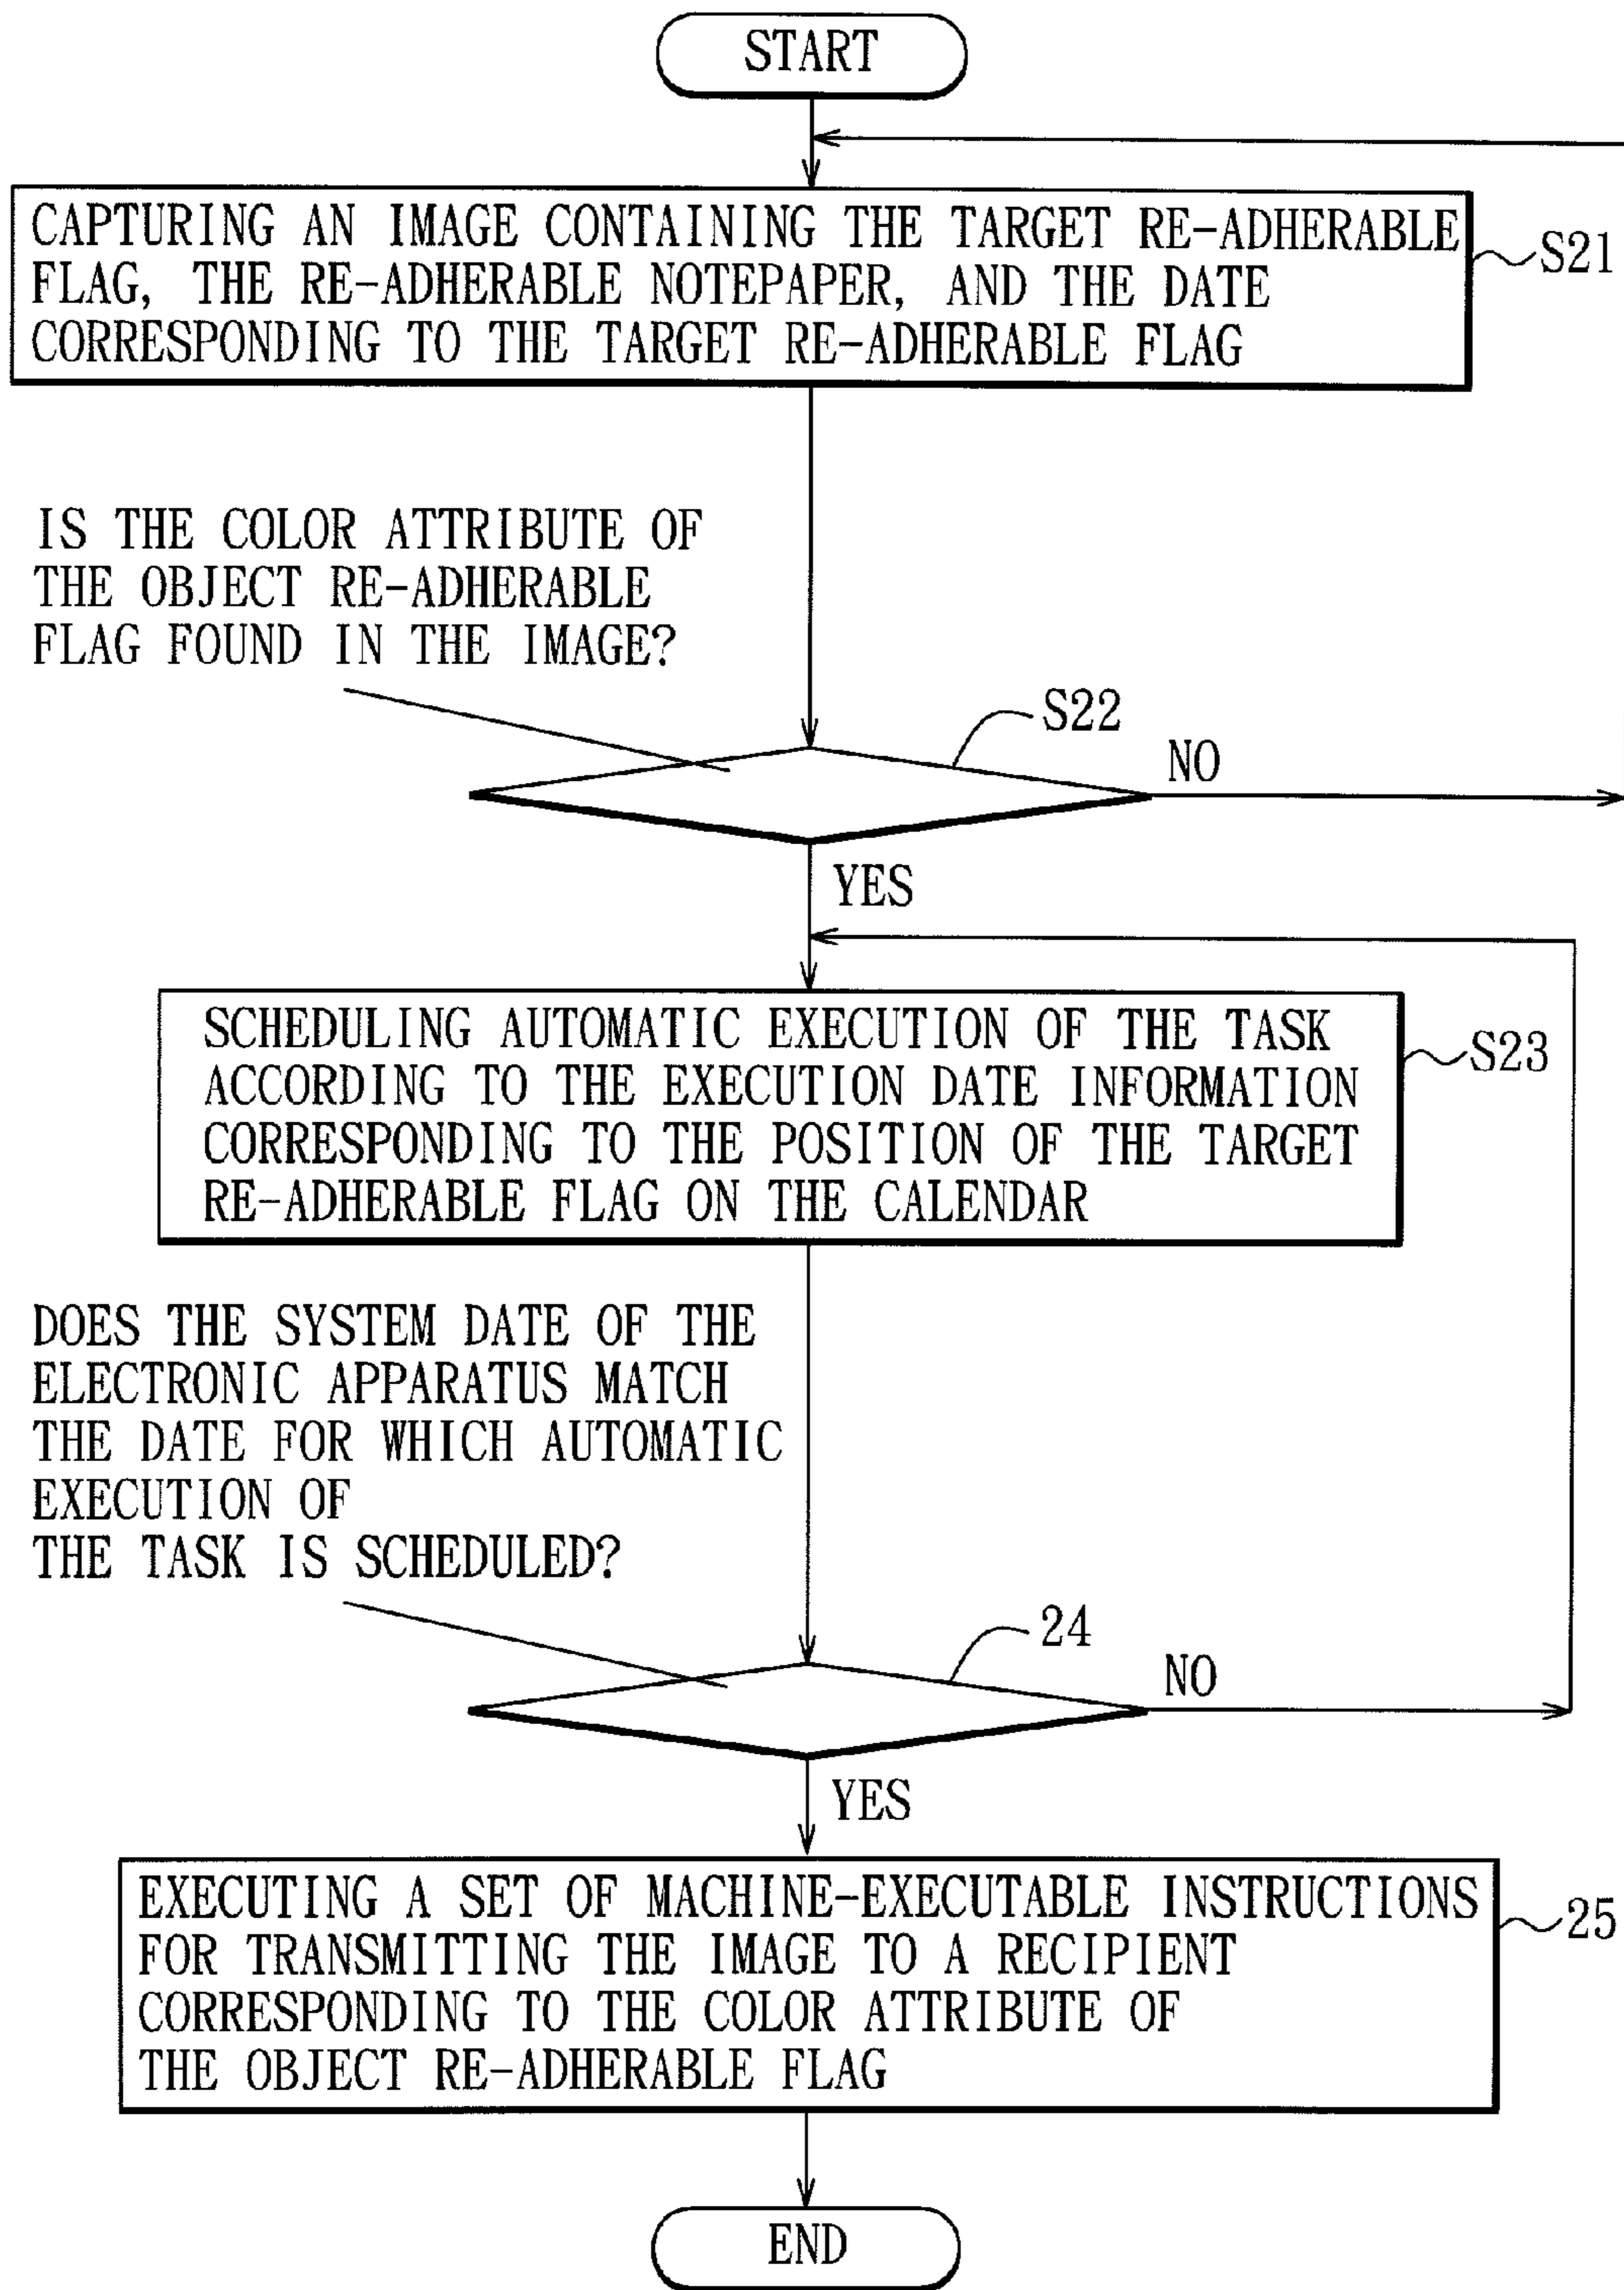 START
CAPTURING AN IMAGE CONTAINING THE TARGET RE-ADHERABLE
FLAG, THE RE-ADHERABLE NOTEPAPER, AND THE DATE
CORRESPONDING TO THE TARGET RE-ADHERABLE FLAG
S21
IS THE COLOR ATTRIBUTE OF
THE OBJECT RE-ADHERABLE
FLAG FOUND IN THE IMAGE?
S22
NO
YES
SCHEDULING AUTOMATIC EXECUTION OF THE TASK
ACCORDING TO THE EXECUTION DATE INFORMATION
CORRESPONDING TO THE POSITION OF THE TARGET
RE-ADHERABLE FLAG ON THE CALENDAR
S23
DOES THE SYSTEM DATE OF THE
ELECTRONIC APPARATUS MATCH
THE DATE FOR WHICH AUTOMATIC
EXECUTION OF
THE TASK IS SCHEDULED?
24
NO
YES
EXECUTING A SET OF MACHINE-EXECUTABLE INSTRUCTIONS
FOR TRANSMITTING THE IMAGE TO A RECIPIENT
CORRESPONDING TO THE COLOR ATTRIBUTE OF
THE OBJECT RE-ADHERABLE FLAG
25
END